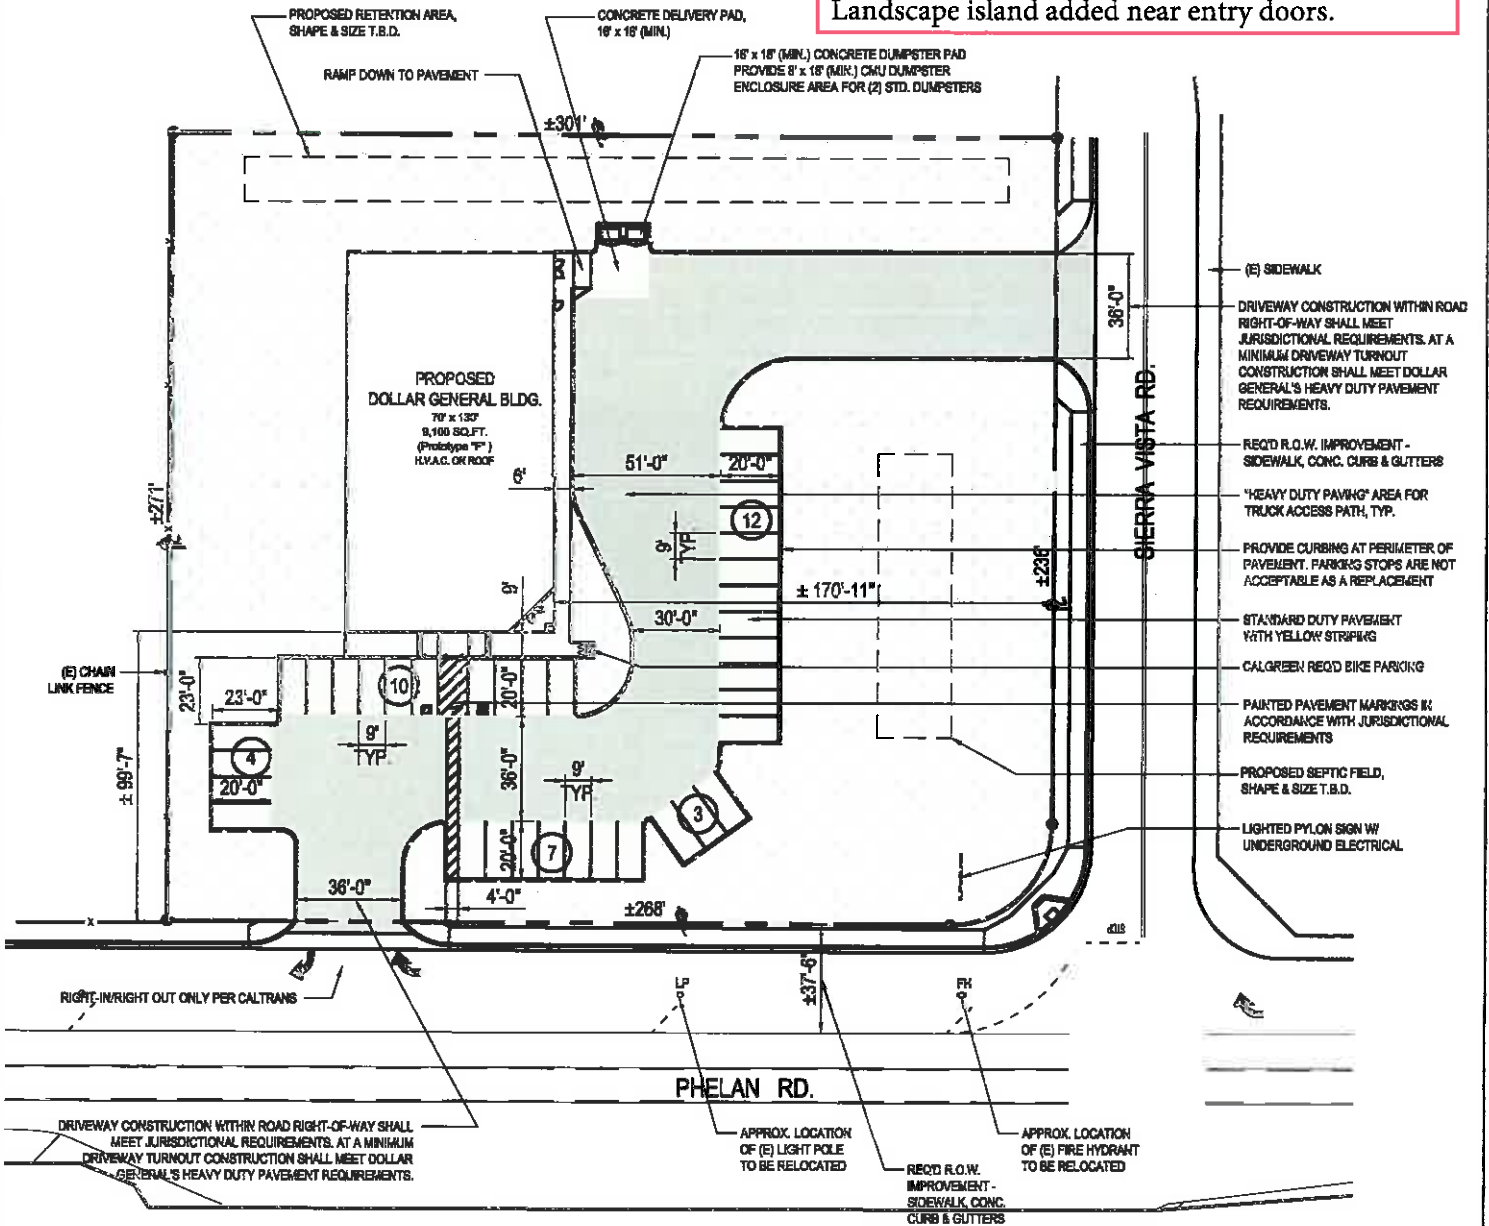 Landscape island added near entry doors.
PROPOSED RETENTION AREA,
SHAPE & SIZE T.B.D.
CONCRETE DELIVERY PAD,
18' x 18' (MIN.)
RAMP DOWN TO PAVEMENT
18' x 18' (MIN.) CONCRETE DUMPSTER PAD
PROVIDE 8' x 18' (MIN.) CMU DUMPSTER
ENCLOSURE AREA FOR (2) STD. DUMPSTERS
±301'
(E) SIDEWALK
36'-0"
DRIVEWAY CONSTRUCTION WITHIN ROAD
RIGHT-OF-WAY SHALL MEET
JURISDICTIONAL REQUIREMENTS. AT A
MINIMUM DRIVEWAY TURNOUT
CONSTRUCTION SHALL MEET DOLLAR
GENERAL'S HEAVY DUTY PAVEMENT
REQUIREMENTS.
PROPOSED
DOLLAR GENERAL BLDG.
70' x 130'
9,100 SQ.FT.
(Prototype "F")
H.V.A.C. ON ROOF
SIERRA VISTA RD.
REQ'D R.O.W. IMPROVEMENT -
SIDEWALK, CONC. CURB & GUTTERS
6'
51'-0"
20'-0"
"HEAVY DUTY PAVING" AREA FOR
TRUCK ACCESS PATH, TYP.
±271'
12
9'
TYP
PROVIDE CURBING AT PERIMETER OF
PAVEMENT. PARKING STOPS ARE NOT
ACCEPTABLE AS A REPLACEMENT
±236'
± 170'-11"
9'
30'-0"
STANDARD DUTY PAVEMENT
WITH YELLOW STRIPING
(E) CHAIN
LINK FENCE
CALGREEN REQ'D BIKE PARKING
23'-0"
23'-0"
10
20'-0"
PAINTED PAVEMENT MARKINGS IN
ACCORDANCE WITH JURISDICTIONAL
REQUIREMENTS
9'
TYP
4
20'-0"
± 99'-7"
36'-0"
9'
TYP
3
PROPOSED SEPTIC FIELD,
SHAPE & SIZE T.B.D.
20'-0"
7
LIGHTED PYLON SIGN W/
UNDERGROUND ELECTRICAL
36'-0"
4'-0"
±268'
STOP
RIGHT-IN/RIGHT OUT ONLY PER CALTRANS
LP
±37'-6"
FH
PHELAN RD.
DRIVEWAY CONSTRUCTION WITHIN ROAD RIGHT-OF-WAY SHALL
MEET JURISDICTIONAL REQUIREMENTS. AT A MINIMUM
DRIVEWAY TURNOUT CONSTRUCTION SHALL MEET DOLLAR
GENERAL'S HEAVY DUTY PAVEMENT REQUIREMENTS.
APPROX. LOCATION
OF (E) LIGHT POLE
TO BE RELOCATED
REQ'D R.O.W.
IMPROVEMENT -
SIDEWALK, CONC.
CURB & GUTTERS
APPROX. LOCATION
OF (E) FIRE HYDRANT
TO BE RELOCATED